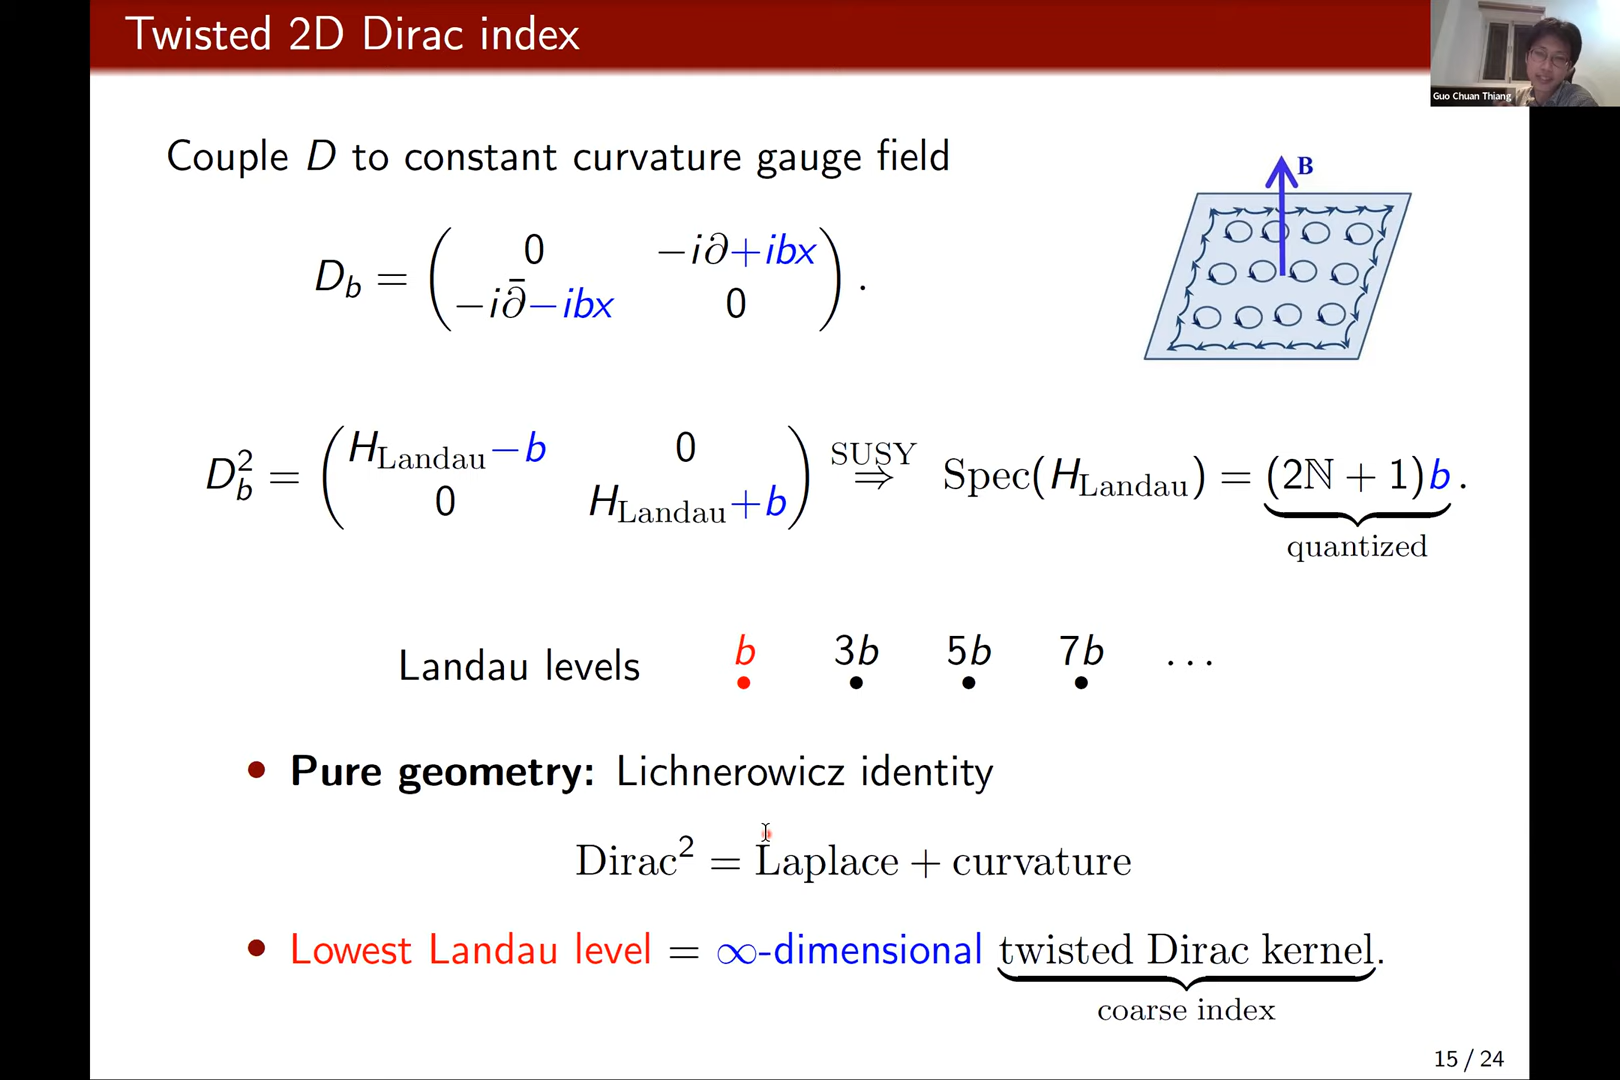 Twisted 2D Dirac index
Guo Chuan Thiang
Couple D to constant curvature gauge field
B
D_b = ( 0 −i∂+ibx
−i∂̄−ibx 0 ) .
D_b^2 = ( H_Landau−b 0
0 H_Landau+b ) SUSY ⇒ Spec(H_Landau) = (2ℕ + 1)b .
quantized
Landau levels b 3b 5b 7b ...
• Pure geometry: Lichnerowicz identity
Dirac² = Laplace + curvature
• Lowest Landau level = ∞-dimensional twisted Dirac kernel.
coarse index
15 / 24